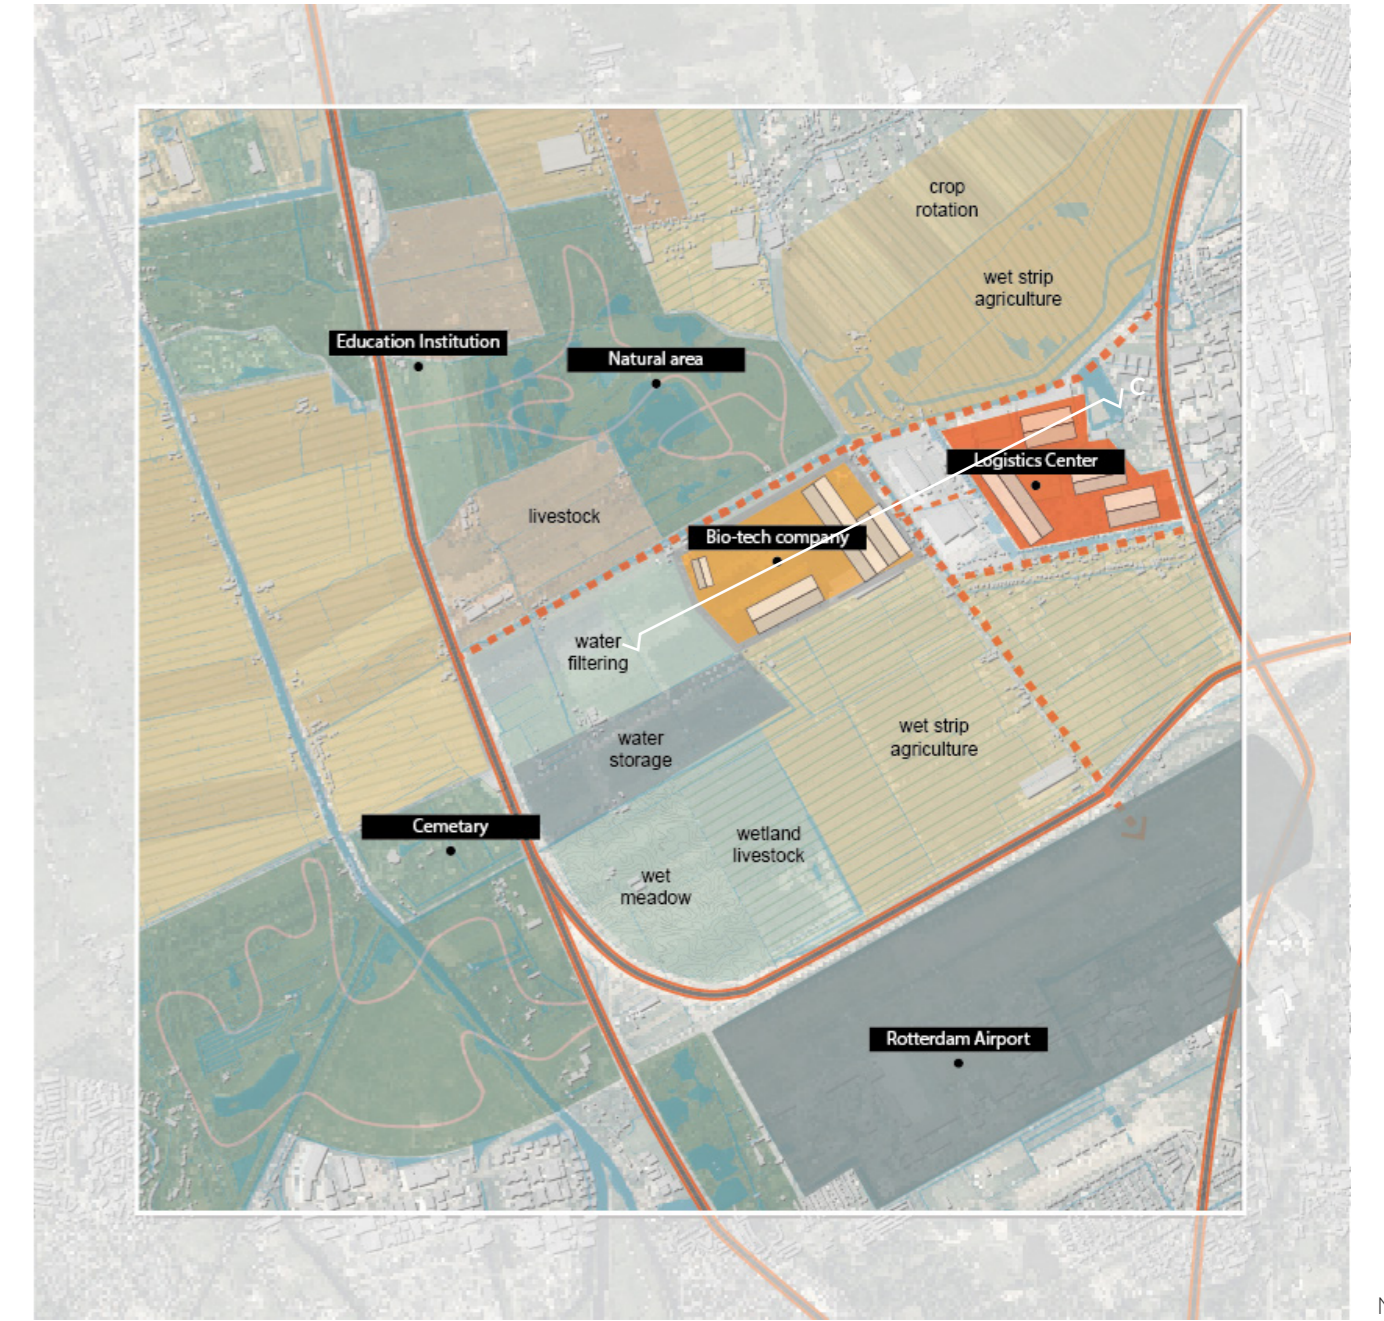 crop
rotation
wet strip
agriculture
Education Institution
Natural area
C
Logistics Center
livestock
Bio-tech company
water
filtering
wet strip
agriculture
water
storage
Cemetary
wetland
livestock
wet
meadow
Rotterdam Airport
N